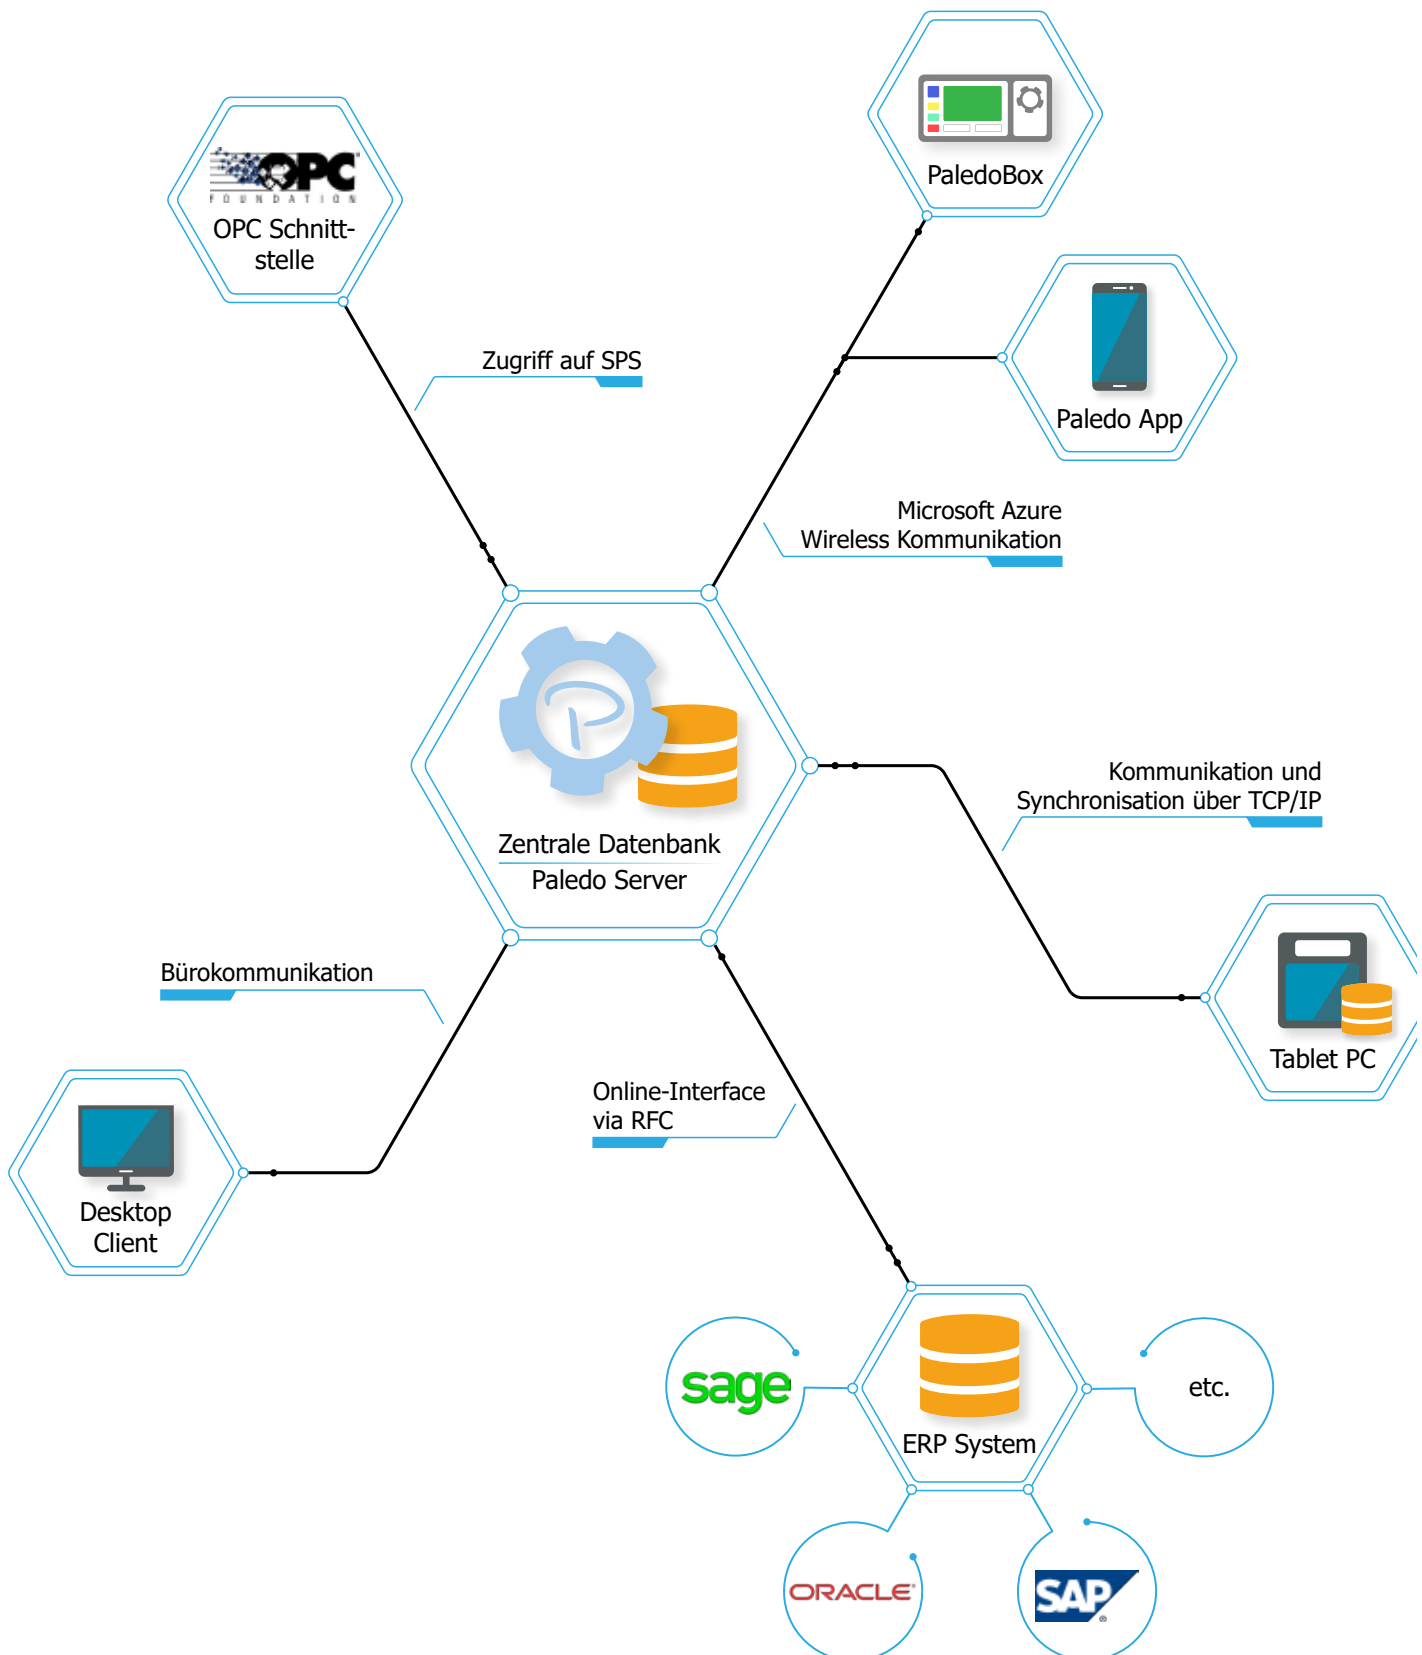 PaledoBox
OPC
FOUNDATION
OPC Schnitt-
stelle
Paledo App
Zugriff auf SPS
Microsoft Azure
Wireless Kommunikation
Zentrale Datenbank
Paledo Server
Kommunikation und
Synchronisation über TCP/IP
Tablet PC
Bürokommunikation
Desktop
Client
Online-Interface
via RFC
ERP System
sage
etc.
ORACLE
SAP